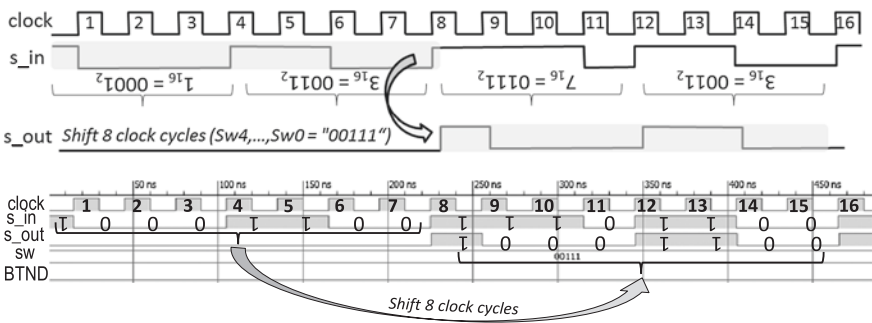 clock 1 2 3 4 5 6 7 8 9 10 11 12 13 14 15 16
s_in
1₁₆ = 0001₂ 3₁₆ = 0011₂ 7₁₆ = 0111₂ 3₁₆ = 0011₂
s_out Shift 8 clock cycles (Sw4,...,Sw0 = "00111")
50 ns 100 ns 150 ns 200 ns 250 ns 300 ns 350 ns 400 ns 450 ns
clock 1 2 3 4 5 6 7 8 9 10 11 12 13 14 15 16
s_in 1 0 0 0 1 1 0 0 1 1 1 0 1 1 0 0
s_out 1 0 0 0 1 1 0 0
sw 00111
BTND
Shift 8 clock cycles